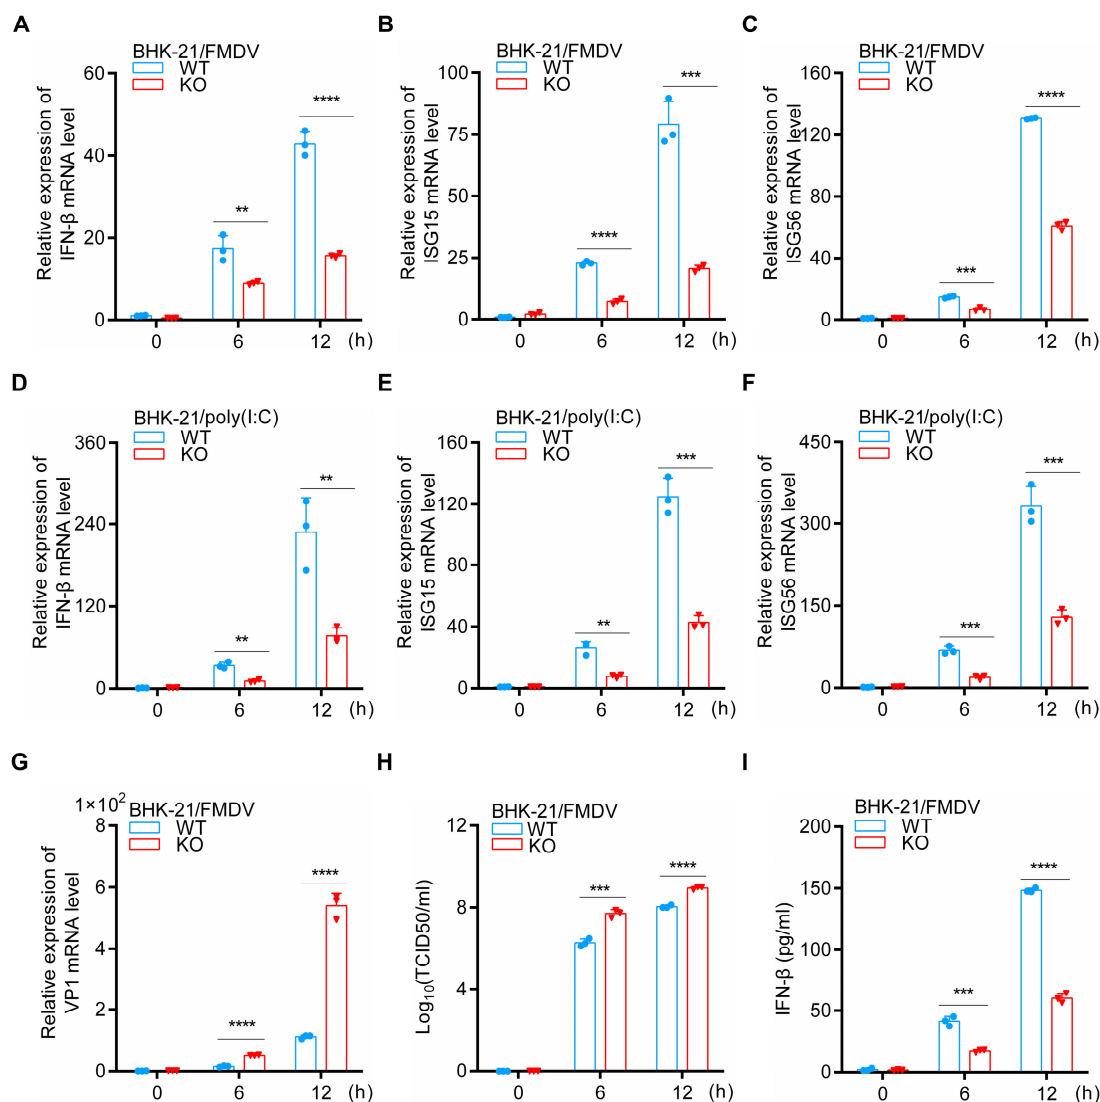 A
BHK-21/FMDV
WT
KO
Relative expression of
IFN-β mRNA level
60
40
20
0
**
****
0 6 12 (h)
B
BHK-21/FMDV
WT
KO
Relative expression of
ISG15 mRNA level
100
75
50
25
0
****
***
0 6 12 (h)
C
BHK-21/FMDV
WT
KO
Relative expression of
ISG56 mRNA level
160
120
80
40
0
***
****
0 6 12 (h)
D
BHK-21/poly(I:C)
WT
KO
Relative expression of
IFN-β mRNA level
360
240
120
0
**
**
0 6 12 (h)
E
BHK-21/poly(I:C)
WT
KO
Relative expression of
ISG15 mRNA level
160
120
80
40
0
**
***
0 6 12 (h)
F
BHK-21/poly(I:C)
WT
KO
Relative expression of
ISG56 mRNA level
450
300
150
0
***
***
0 6 12 (h)
G
1×10²
BHK-21/FMDV
WT
KO
Relative expression of
VP1 mRNA level
8
6
4
2
0
****
****
0 6 12 (h)
H
BHK-21/FMDV
WT
KO
Log₁₀(TCID50/ml)
12
8
4
0
***
****
0 6 12 (h)
I
BHK-21/FMDV
WT
KO
IFN-β (pg/ml)
200
150
100
50
0
***
****
0 6 12 (h)